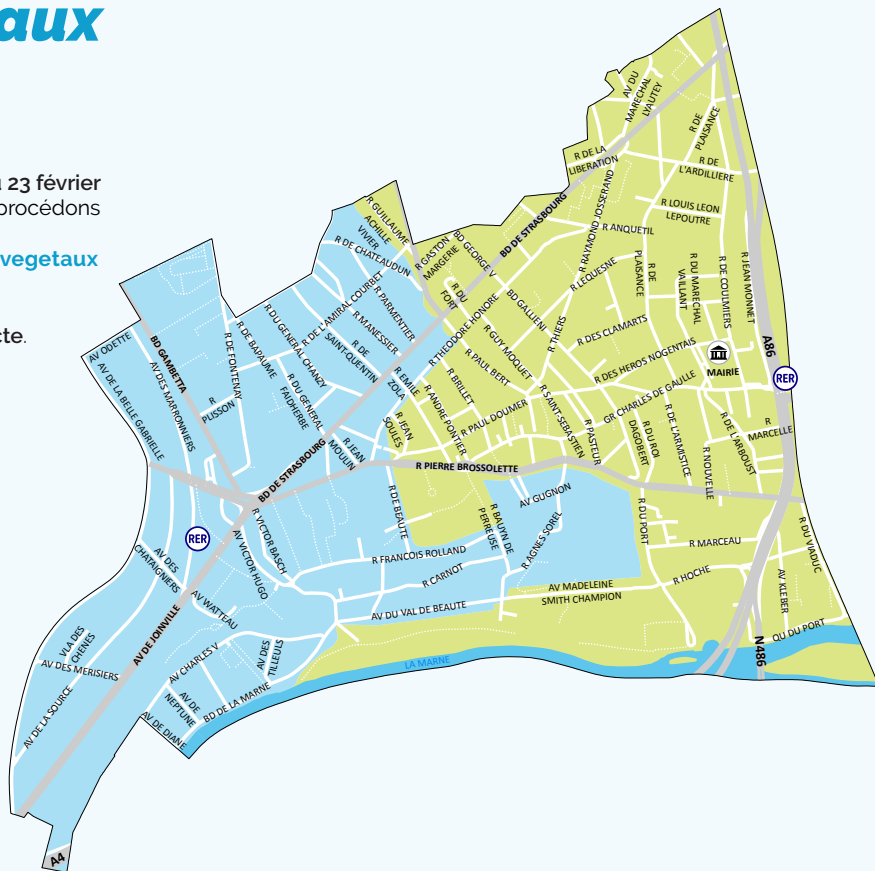 aux
u 23 février
procédons
vegetaux
cte.
AV DU
MARECHAL
LYAUTEY
R DE
PLAISANCE
R DE LA
LIBERATION
R DE
L'ARDILLIERE
R GUILLAUME
ACHILLE
VIVIER
R DE CHATEAUDUN
R GASTON
MARGERIE
BD GEORGE V
BD DE STRASBOURG
R RAYMOND JOSSERAND
R LOUIS LEON
LEPOUTRE
R ANQUETIL
R LEQUESNE
R DE
PLAISANCE
R DU MARECHAL
VAILLANT
R DE COULMIERS
R JEAN MONNET
R DE L'AMIRAL COURBET
R PARMENTIER
R DU
FORT
R THEODORE HONORE
BD GALLIENI
R DU GENERAL CHANZY
R MANESSIER
R DE
SAINT-QUENTIN
R GUY MOQUET
R THIERS
R DES CLAMARTS
A86
AV ODETTE
BD GAMBETTA
R DE FONTENAY
R DE BAPAUME
R PAUL BERT
R DES HEROS NOGENTAIS
MAIRIE
RER
AV DE LA BELLE GABRIELLE
AV DES MARRONNIERS
R
PLISSON
R DU GENERAL
FAIDHERBE
R EMILE
ZOLA
R BRILLET
R ANDRE PONTIER
R PAUL DOUMER
R SAINT-SEBASTIEN
GR CHARLES DE GAULLE
R JEAN
SOULES
R JEAN
MOULIN
R PASTEUR
R DU ROI
DAGOBERT
R DE L'ARMISTICE
R NOUVELLE
R DE L'ARBOUST
R
MARCELLE
BD DE STRASBOURG
R PIERRE BROSSOLETTE
R DE BEAUTE
AV GUGNON
R BAUYN DE
PERREUSE
R AGNES SOREL
R DU PORT
R VICTOR BASCH
AV VICTOR HUGO
RER
R FRANCOIS ROLLAND
R CARNOT
R MARCEAU
R DU VIADUC
AV DES
CHATAIGNIERS
AV WATTEAU
AV DU VAL DE BEAUTE
AV MADELEINE
SMITH CHAMPION
R HOCHE
AV KLEBER
QU DU PORT
N486
VLA DES
CHENES
AV DES MERISIERS
AV DE JOINVILLE
AV CHARLES V
AV DES
TILLEULS
LA MARNE
AV DE LA SOURCE
AV DE
NEPTUNE
BD DE LA MARNE
AV DE DIANE
A4